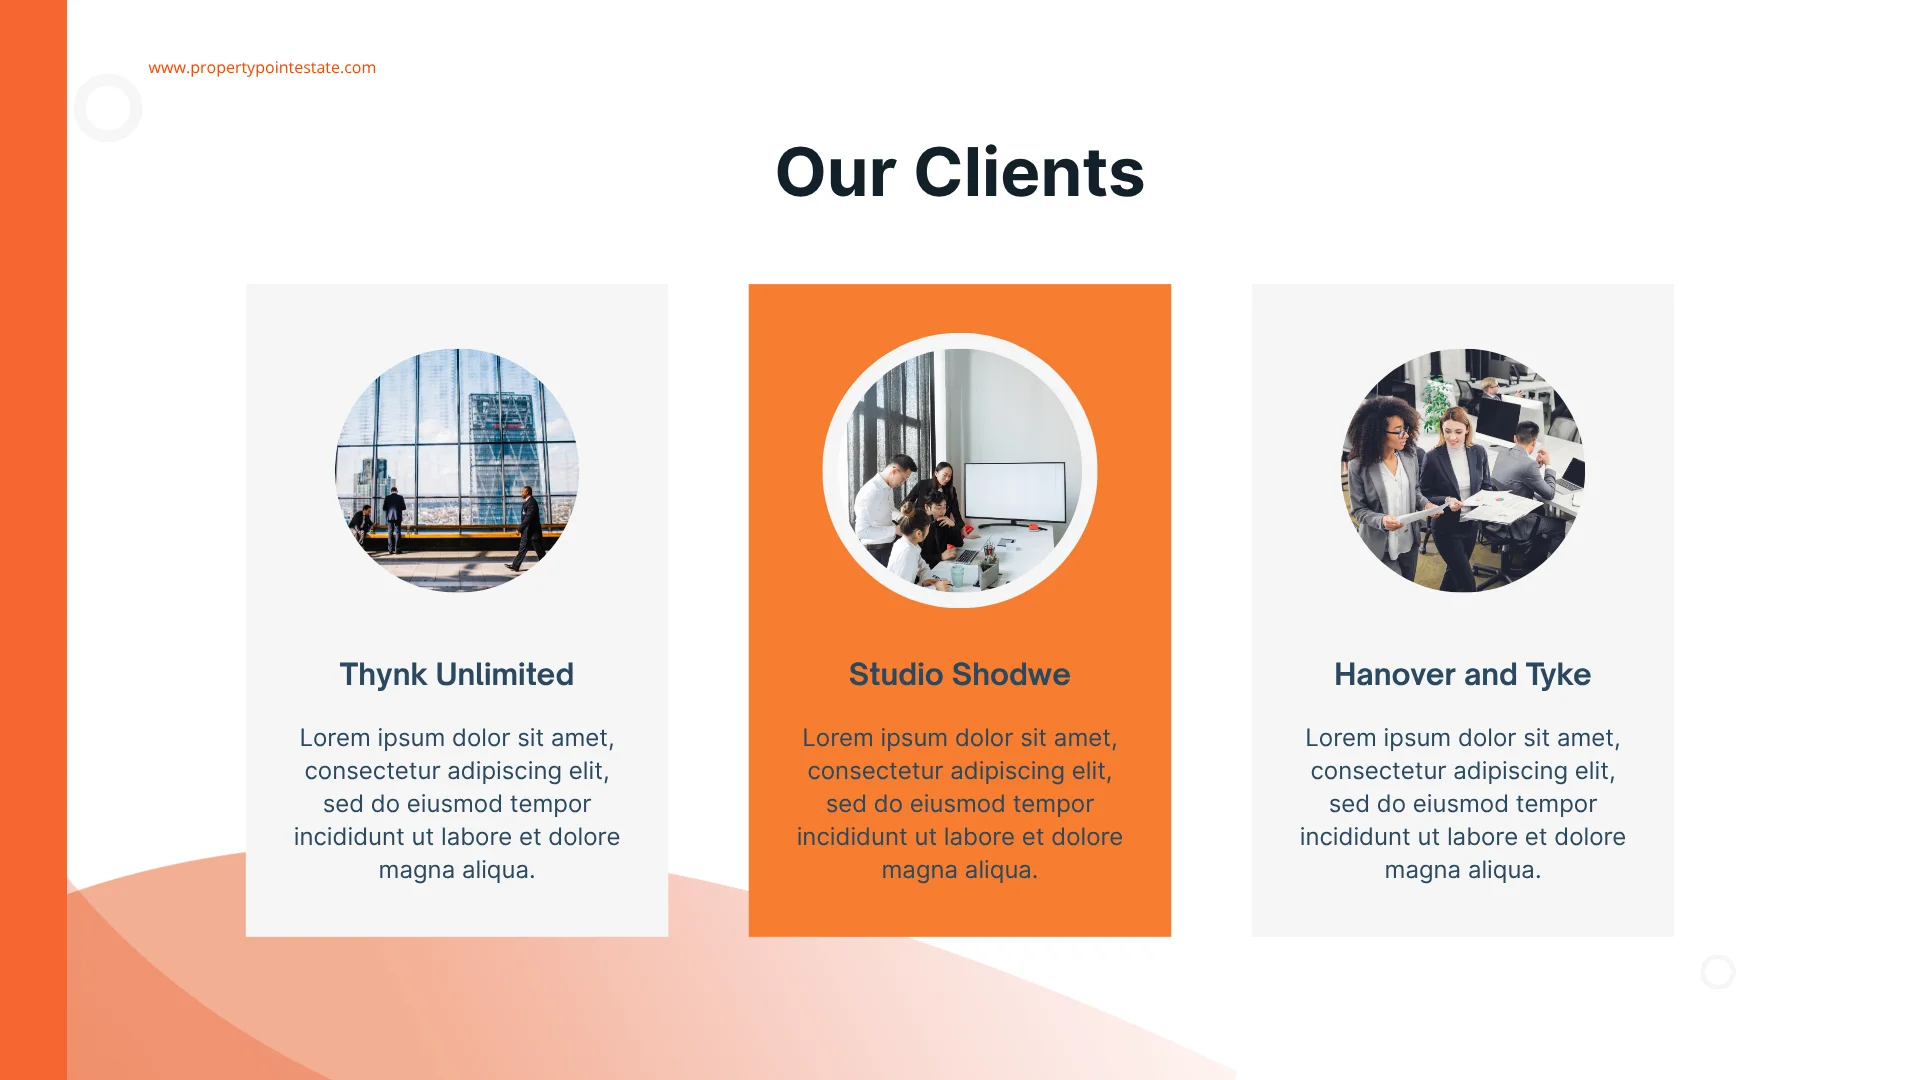 www.propertypointestate.com
Our Clients
Thynk Unlimited
Lorem ipsum dolor sit amet,
consectetur adipiscing elit,
sed do eiusmod tempor
incididunt ut labore et dolore
magna aliqua.
Studio Shodwe
Lorem ipsum dolor sit amet,
consectetur adipiscing elit,
sed do eiusmod tempor
incididunt ut labore et dolore
magna aliqua.
Hanover and Tyke
Lorem ipsum dolor sit amet,
consectetur adipiscing elit,
sed do eiusmod tempor
incididunt ut labore et dolore
magna aliqua.